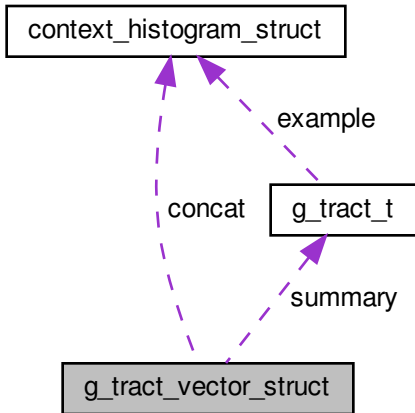 context_histogram_struct
example
g_tract_t
concat
summary
g_tract_vector_struct